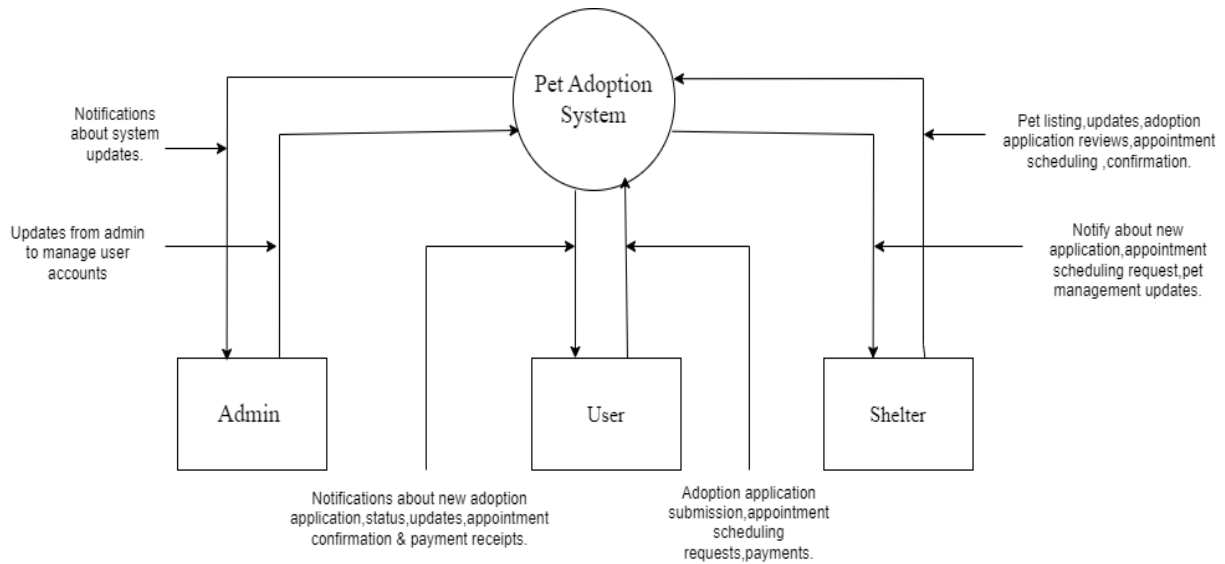 Pet Adoption
System
Notifications
about system
updates.
Pet listing,updates,adoption
application reviews,appointment
scheduling ,confirmation.
Updates from admin
to manage user
accounts
Notify about new
application,appointment
scheduling request,pet
management updates.
Admin
User
Shelter
Notifications about new adoption
application,status,updates,appointment
confirmation & payment receipts.
Adoption application
submission,appointment
scheduling
requests,payments.